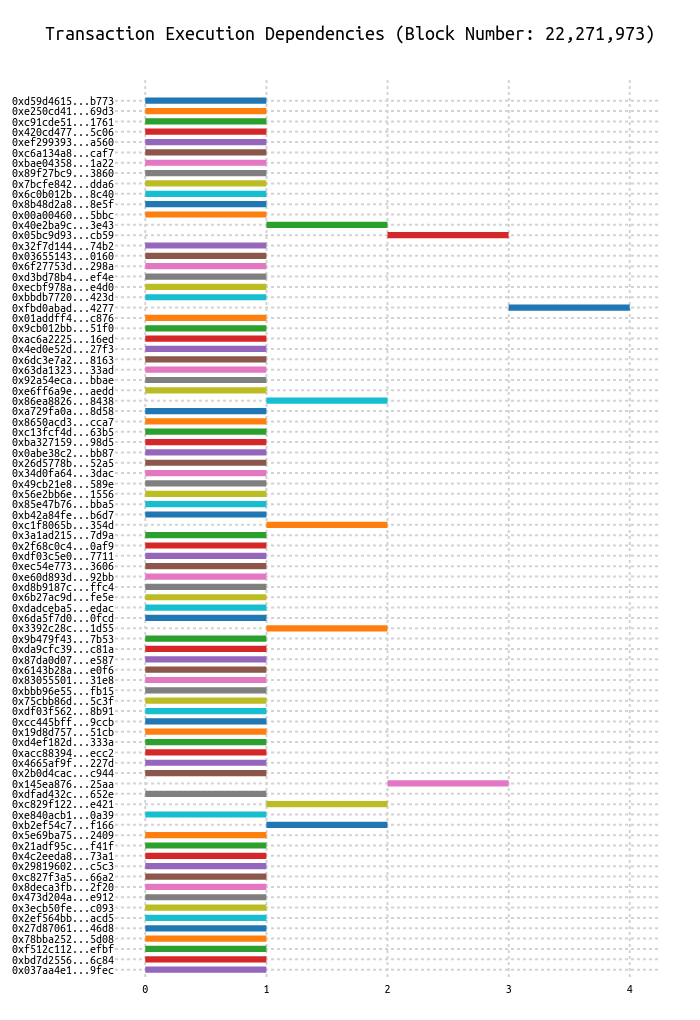 Transaction Execution Dependencies (Block Number: 22,271,973)
0xd59d4615...b773
0xe250cd41...69d3
0xc91cde51...1761
0x420cd477...5c06
0xef299393...a560
0xc6a134a8...caf7
0xbae04358...1a22
0x89f27bc9...3860
0x7bcfe842...dda6
0x6c0b012b...8c40
0x8b48d2a8...8e5f
0x00a00460...5bbc
0x40e2ba9c...3e43
0x05bc9d93...cb59
0x32f7d144...74b2
0x03655143...0160
0x6f27753d...298a
0xd3bd78b4...ef4e
0xecbf978a...e4d0
0xbbdb7720...423d
0xfbd0abad...4277
0x01addff4...c876
0x9cb012bb...51f0
0xac6a2225...16ed
0x4ed0e52d...27f3
0x6dc3e7a2...8163
0x63da1323...33ad
0x92a54eca...bbae
0xe6ff6a9e...aedd
0x86ea8826...8438
0xa729fa0a...8d58
0x8650acd3...cca7
0xc13fcf4d...63b5
0xba327159...98d5
0x0abe38c2...bb87
0x26d5778b...52a5
0x34d0fa64...3dac
0x49cb21e8...589e
0x56e2bb6e...1556
0x85e47b76...bba5
0xb42a84fe...b6d7
0xc1f8065b...354d
0x3a1ad215...7d9a
0x2f68c0c4...0af9
0xdf03c5e0...7711
0xec54e773...3606
0xe60d893d...92bb
0xd8b9187c...ffc4
0x6b27ac9d...fe5e
0xdadceba5...edac
0x6da5f7d0...0fcd
0x3392c28c...1d55
0x9b479f43...7b53
0xda9cfc39...c81a
0x87da0d07...e587
0x6143b28a...e0f6
0x83055501...31e8
0xbbb96e55...fb15
0x75cbb86d...5c3f
0xdf03f562...8b91
0xcc445bff...9ccb
0x19d8d757...51cb
0xd4ef182d...333a
0xacc88394...ecc2
0x4665af9f...227d
0x2b0d4cac...c944
0x145ea876...25aa
0xdfad432c...652e
0xc829f122...e421
0xe840acb1...0a39
0xb2ef54c7...f166
0x5e69ba75...2409
0x21adf95c...f41f
0x4c2eeda8...73a1
0x29819602...c5c3
0xc827f3a5...66a2
0x8deca3fb...2f20
0x473d204a...e912
0x3ecb50fe...c093
0x2ef564bb...acd5
0x27d87061...46d8
0x78bba252...5d08
0xf512c112...efbf
0xbd7d2556...6c84
0x037aa4e1...9fec
0 1 2 3 4